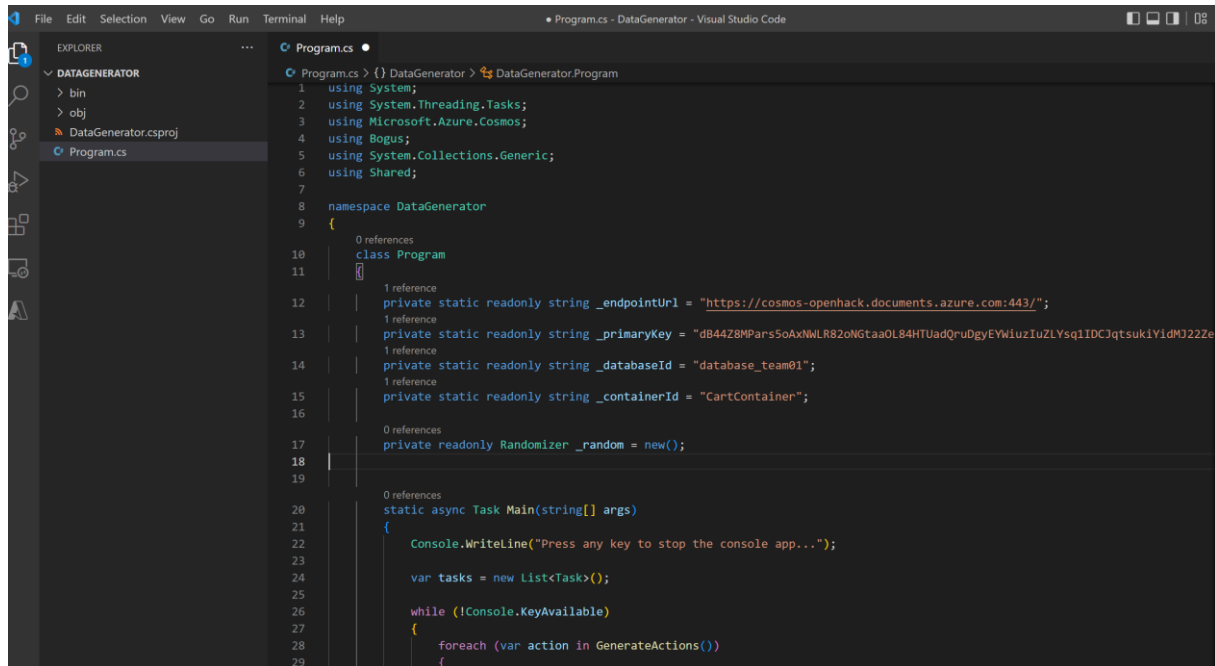 File Edit Selection View Go Run Terminal Help
● Program.cs - DataGenerator - Visual Studio Code
EXPLORER ...
DATAGENERATOR
> bin
> obj
DataGenerator.csproj
C# Program.cs
1
C# Program.cs ●
C# Program.cs > {} DataGenerator > DataGenerator.Program
1 using System;
2 using System.Threading.Tasks;
3 using Microsoft.Azure.Cosmos;
4 using Bogus;
5 using System.Collections.Generic;
6 using Shared;
7
8 namespace DataGenerator
9 {
0 references
10 class Program
11 {
1 reference
12 private static readonly string _endpointUrl = "https://cosmos-openhack.documents.azure.com:443/";
1 reference
13 private static readonly string _primaryKey = "dB44Z8MPars5oAxNWLR82oNGtaaOL84HTUadQruDgyEYWiuzIuZLYsq1IDCJqtsukiYidMJ22Ze
1 reference
14 private static readonly string _databaseId = "database_team01";
1 reference
15 private static readonly string _containerId = "CartContainer";
16
0 references
17 private readonly Randomizer _random = new();
18
19
0 references
20 static async Task Main(string[] args)
21 {
22 Console.WriteLine("Press any key to stop the console app...");
23
24 var tasks = new List<Task>();
25
26 while (!Console.KeyAvailable)
27 {
28 foreach (var action in GenerateActions())
29 {